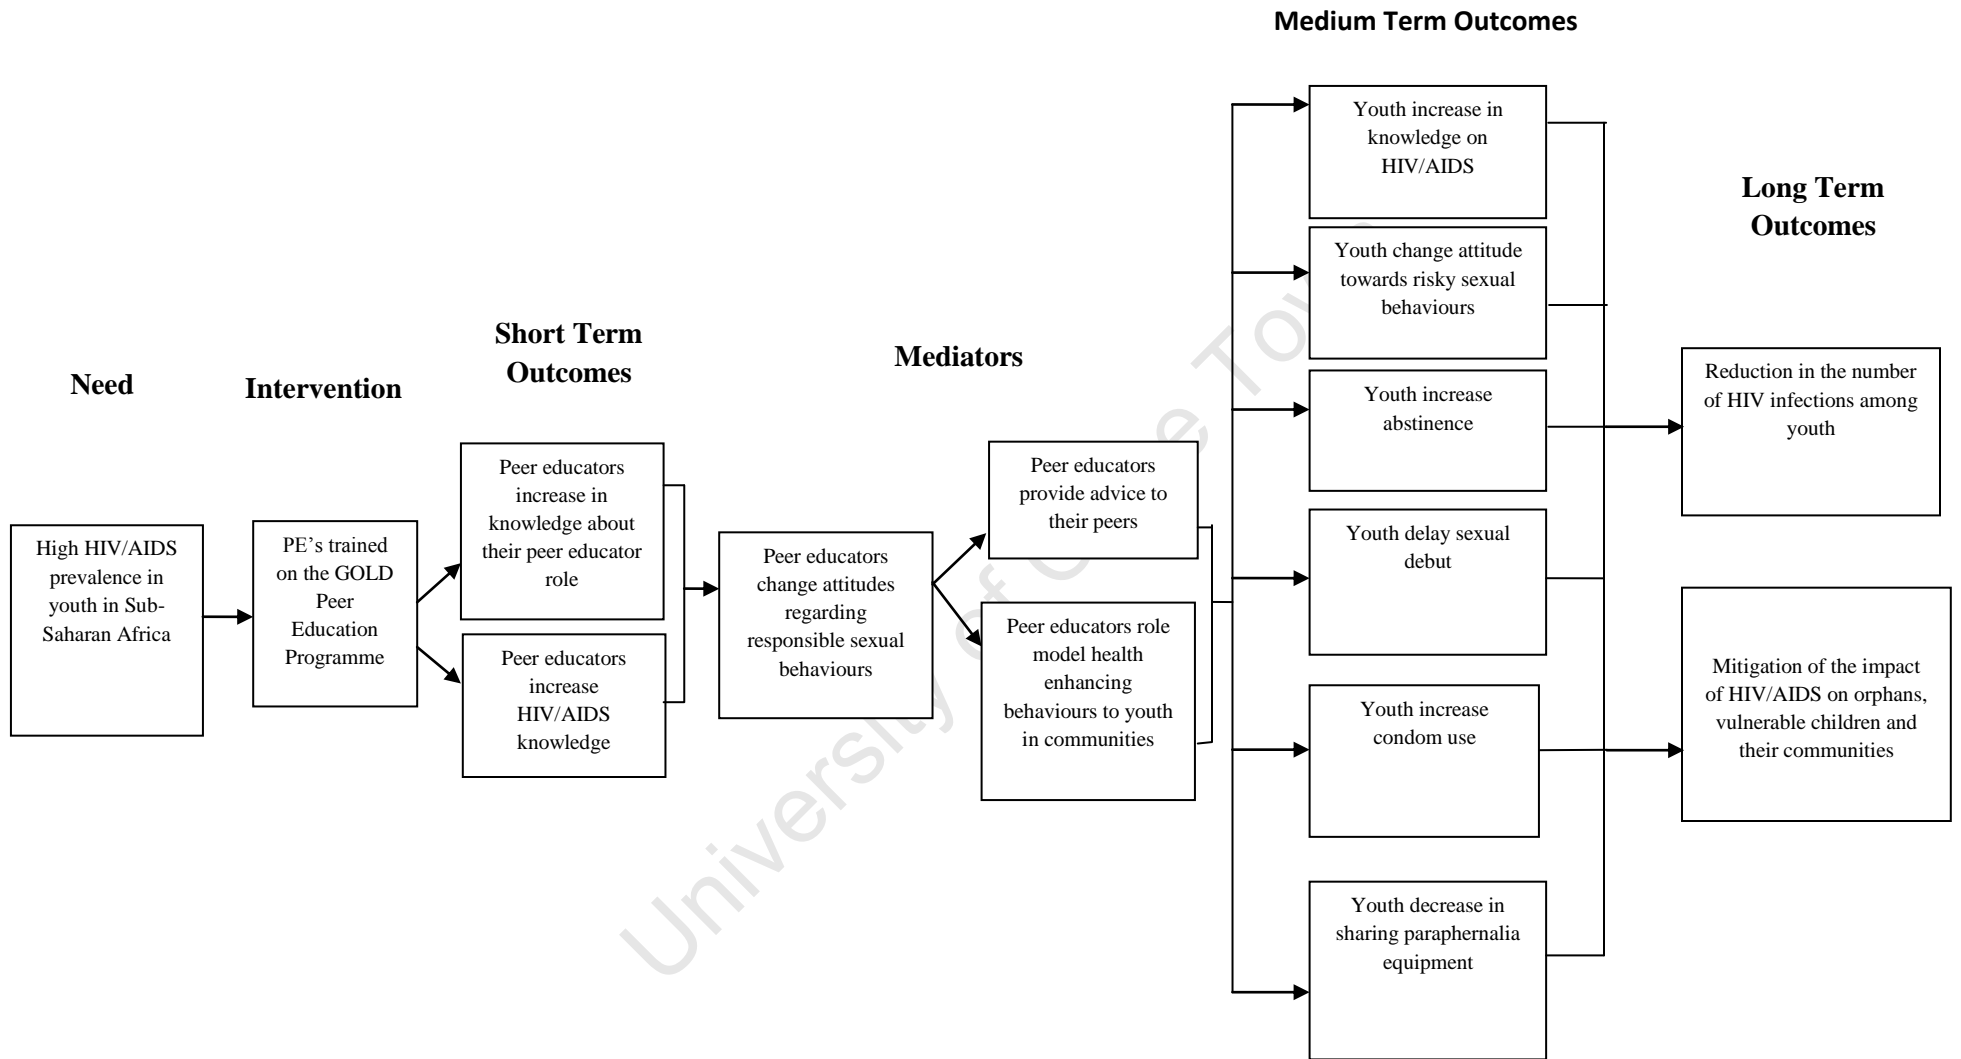 Medium Term Outcomes
Need
Intervention
Short Term
Outcomes
Mediators
Long Term
Outcomes
High HIV/AIDS
prevalence in
youth in Sub-
Saharan Africa
PE’s trained
on the GOLD
Peer
Education
Programme
Peer educators
increase in
knowledge about
their peer educator
role
Peer educators
increase
HIV/AIDS
knowledge
Peer educators
change attitudes
regarding
responsible sexual
behaviours
Peer educators
provide advice to
their peers
Peer educators role
model health
enhancing
behaviours to youth
in communities
Youth increase in
knowledge on
HIV/AIDS
Youth change attitude
towards risky sexual
behaviours
Youth increase
abstinence
Youth delay sexual
debut
Youth increase
condom use
Youth decrease in
sharing paraphernalia
equipment
Reduction in the number
of HIV infections among
youth
Mitigation of the impact
of HIV/AIDS on orphans,
vulnerable children and
their communities
University of